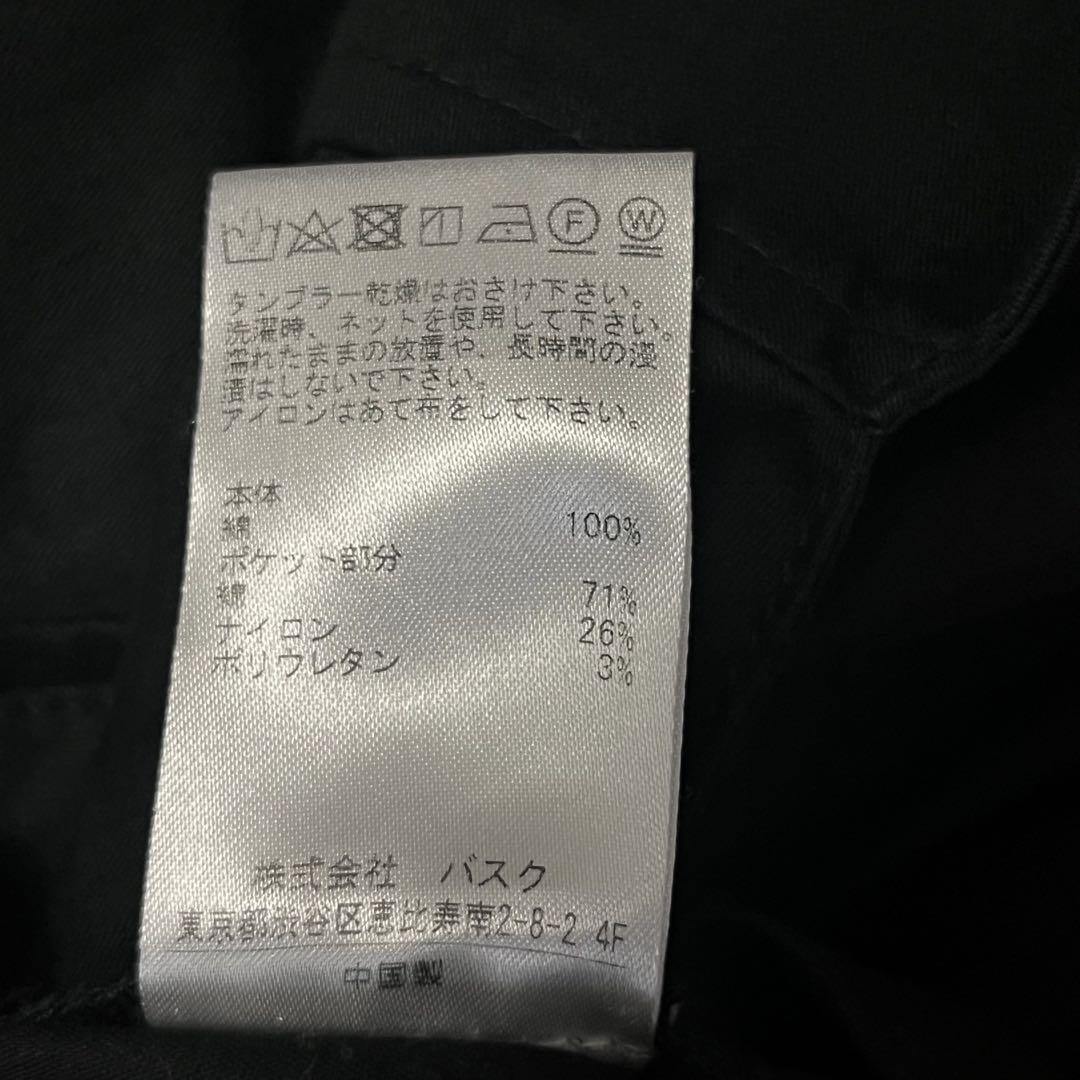 F W
タンブラー乾燥はおさけ下さい。
洗濯時、ネットを使用して下さい。
濡れたままの放置や、長時間の浸
漬はしないで下さい。
アイロンはあて布をして下さい。
本体
綿 100%
ポケット部分
綿 71%
ナイロン 26%
ポリウレタン 3%
株式会社 バスク
東京都渋谷区恵比寿南2-8-2 4F
中国製